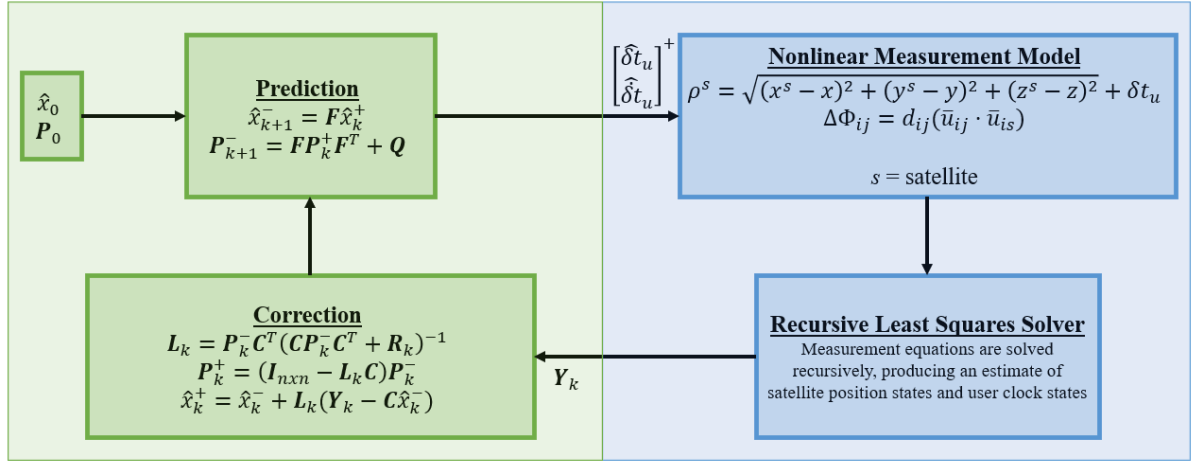 x̂₀
P₀
Prediction
x̂⁻ₖ₊₁ = Fx̂⁺ₖ
P⁻ₖ₊₁ = FP⁺ₖFᵀ + Q
[δ̂tᵤ
δ̂̇tᵤ]⁺
Nonlinear Measurement Model
ρˢ = √((xˢ − x)² + (yˢ − y)² + (zˢ − z)²) + δtᵤ
ΔΦᵢⱼ = dᵢⱼ(ūᵢⱼ · ūᵢₛ)
s = satellite
Correction
Lₖ = P⁻ₖCᵀ(CP⁻ₖCᵀ + Rₖ)⁻¹
P⁺ₖ = (Iₙₓₙ − LₖC)P⁻ₖ
x̂⁺ₖ = x̂⁻ₖ + Lₖ(Yₖ − Cx̂⁻ₖ)
Yₖ
Recursive Least Squares Solver
Measurement equations are solved
recursively, producing an estimate of
satellite position states and user clock states